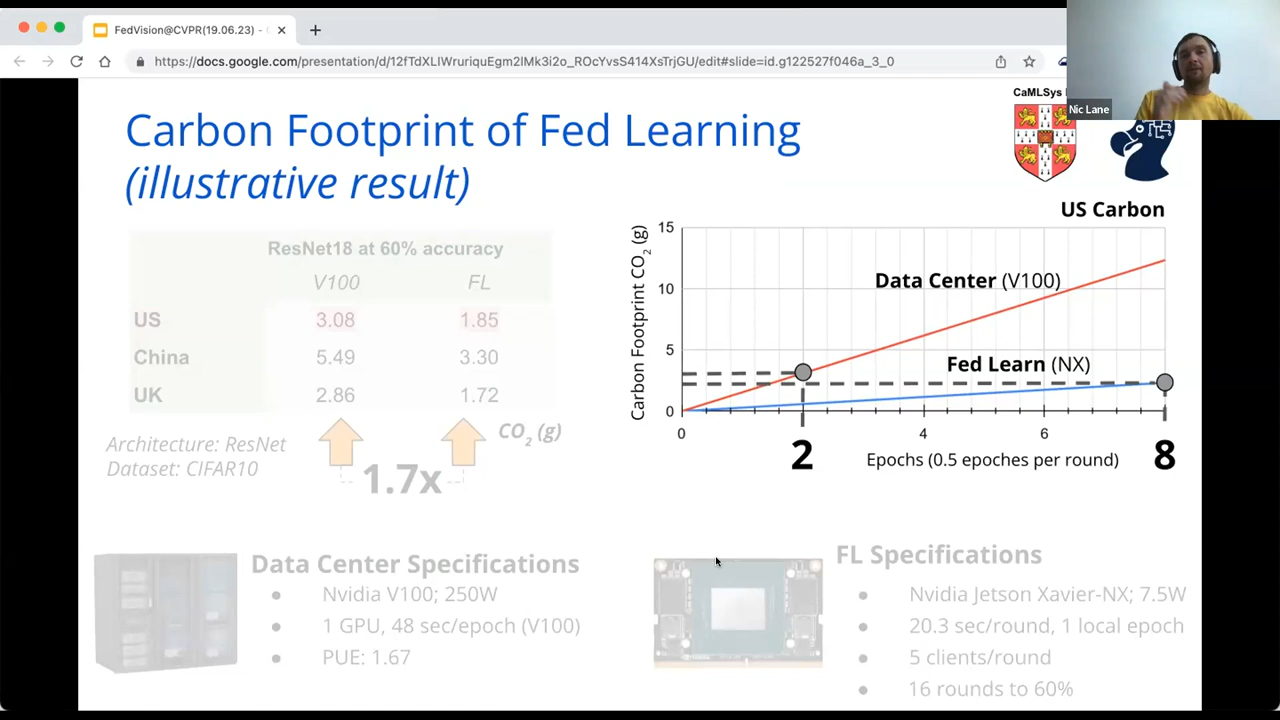 FedVision@CVPR(19.06.23) -
https://docs.google.com/presentation/d/12fTdXLIWruriquEgm2lMk3i2o_ROcYvsS414XsTrjGU/edit#slide=id.g122527f046a_3_0
Nic Lane
CaMLSys
Carbon Footprint of Fed Learning
(illustrative result)
ResNet18 at 60% accuracy
V100 FL
US 3.08 1.85
China 5.49 3.30
UK 2.86 1.72
CO2 (g)
Architecture: ResNet
Dataset: CIFAR10
1.7x
US Carbon
Carbon Footprint CO2 (g)
15
10
5
0
Data Center (V100)
Fed Learn (NX)
0 2 4 6 8
Epochs (0.5 epoches per round)
Data Center Specifications
● Nvidia V100; 250W
● 1 GPU, 48 sec/epoch (V100)
● PUE: 1.67
FL Specifications
● Nvidia Jetson Xavier-NX; 7.5W
● 20.3 sec/round, 1 local epoch
● 5 clients/round
● 16 rounds to 60%